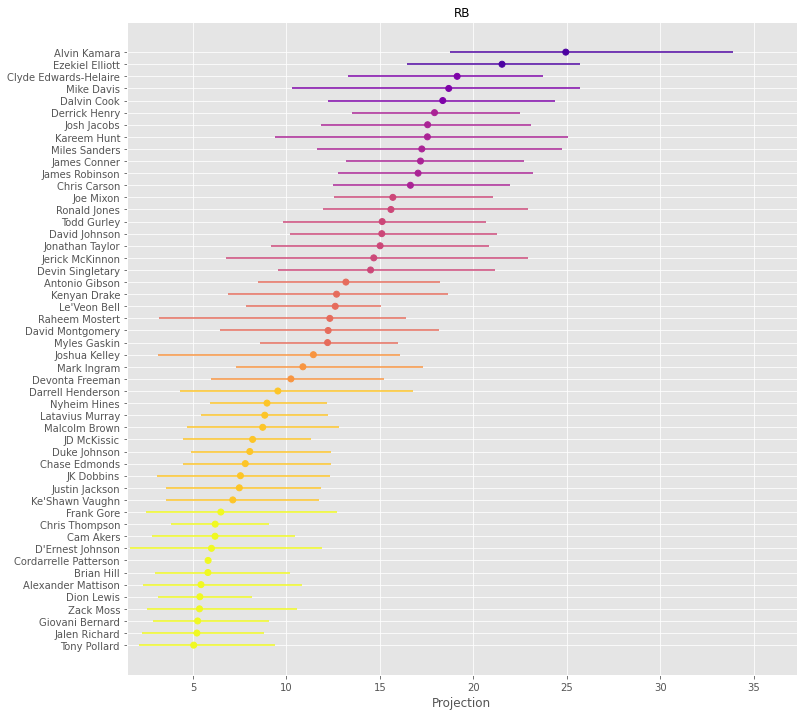 RB
Alvin Kamara
Ezekiel Elliott
Clyde Edwards-Helaire
Mike Davis
Dalvin Cook
Derrick Henry
Josh Jacobs
Kareem Hunt
Miles Sanders
James Conner
James Robinson
Chris Carson
Joe Mixon
Ronald Jones
Todd Gurley
David Johnson
Jonathan Taylor
Jerick McKinnon
Devin Singletary
Antonio Gibson
Kenyan Drake
Le'Veon Bell
Raheem Mostert
David Montgomery
Myles Gaskin
Joshua Kelley
Mark Ingram
Devonta Freeman
Darrell Henderson
Nyheim Hines
Latavius Murray
Malcolm Brown
JD McKissic
Duke Johnson
Chase Edmonds
JK Dobbins
Justin Jackson
Ke'Shawn Vaughn
Frank Gore
Chris Thompson
Cam Akers
D'Ernest Johnson
Cordarrelle Patterson
Brian Hill
Alexander Mattison
Dion Lewis
Zack Moss
Giovani Bernard
Jalen Richard
Tony Pollard
5 10 15 20 25 30 35
Projection